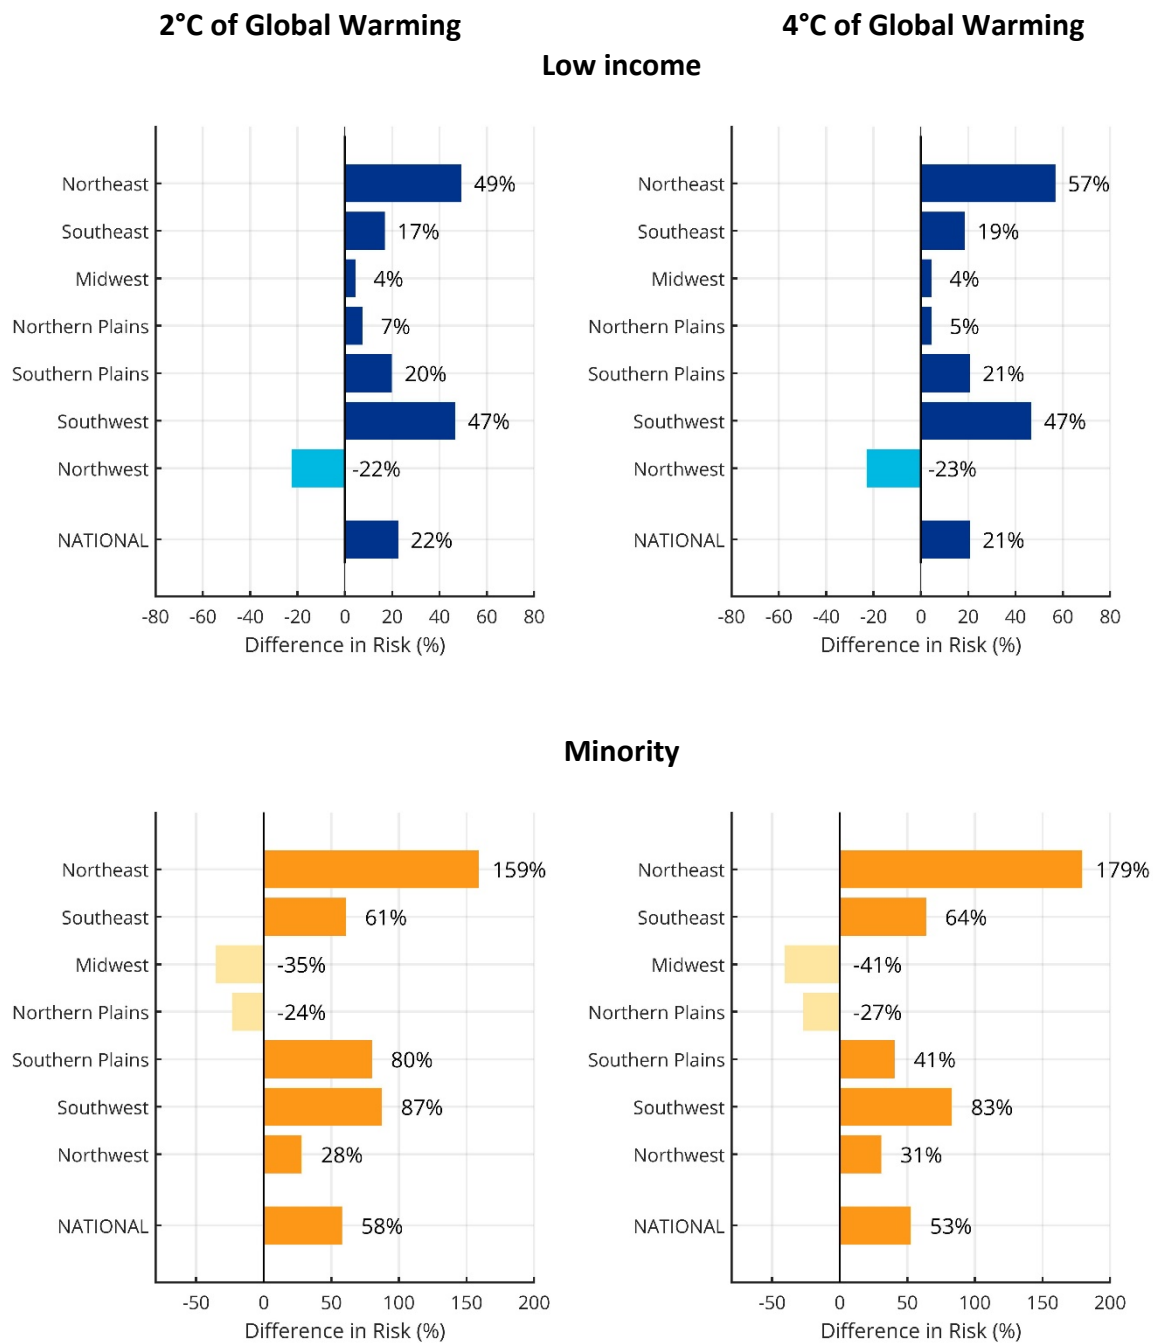 2°C of Global Warming
4°C of Global Warming
Low income
Northeast
49%
Southeast
17%
Midwest
4%
Northern Plains
7%
Southern Plains
20%
Southwest
47%
Northwest
-22%
NATIONAL
22%
-80 -60 -40 -20 0 20 40 60 80
Difference in Risk (%)
Northeast
57%
Southeast
19%
Midwest
4%
Northern Plains
5%
Southern Plains
21%
Southwest
47%
Northwest
-23%
NATIONAL
21%
-80 -60 -40 -20 0 20 40 60 80
Difference in Risk (%)
Minority
Northeast
159%
Southeast
61%
Midwest
-35%
Northern Plains
-24%
Southern Plains
80%
Southwest
87%
Northwest
28%
NATIONAL
58%
-50 0 50 100 150 200
Difference in Risk (%)
Northeast
179%
Southeast
64%
Midwest
-41%
Northern Plains
-27%
Southern Plains
41%
Southwest
83%
Northwest
31%
NATIONAL
53%
-50 0 50 100 150 200
Difference in Risk (%)